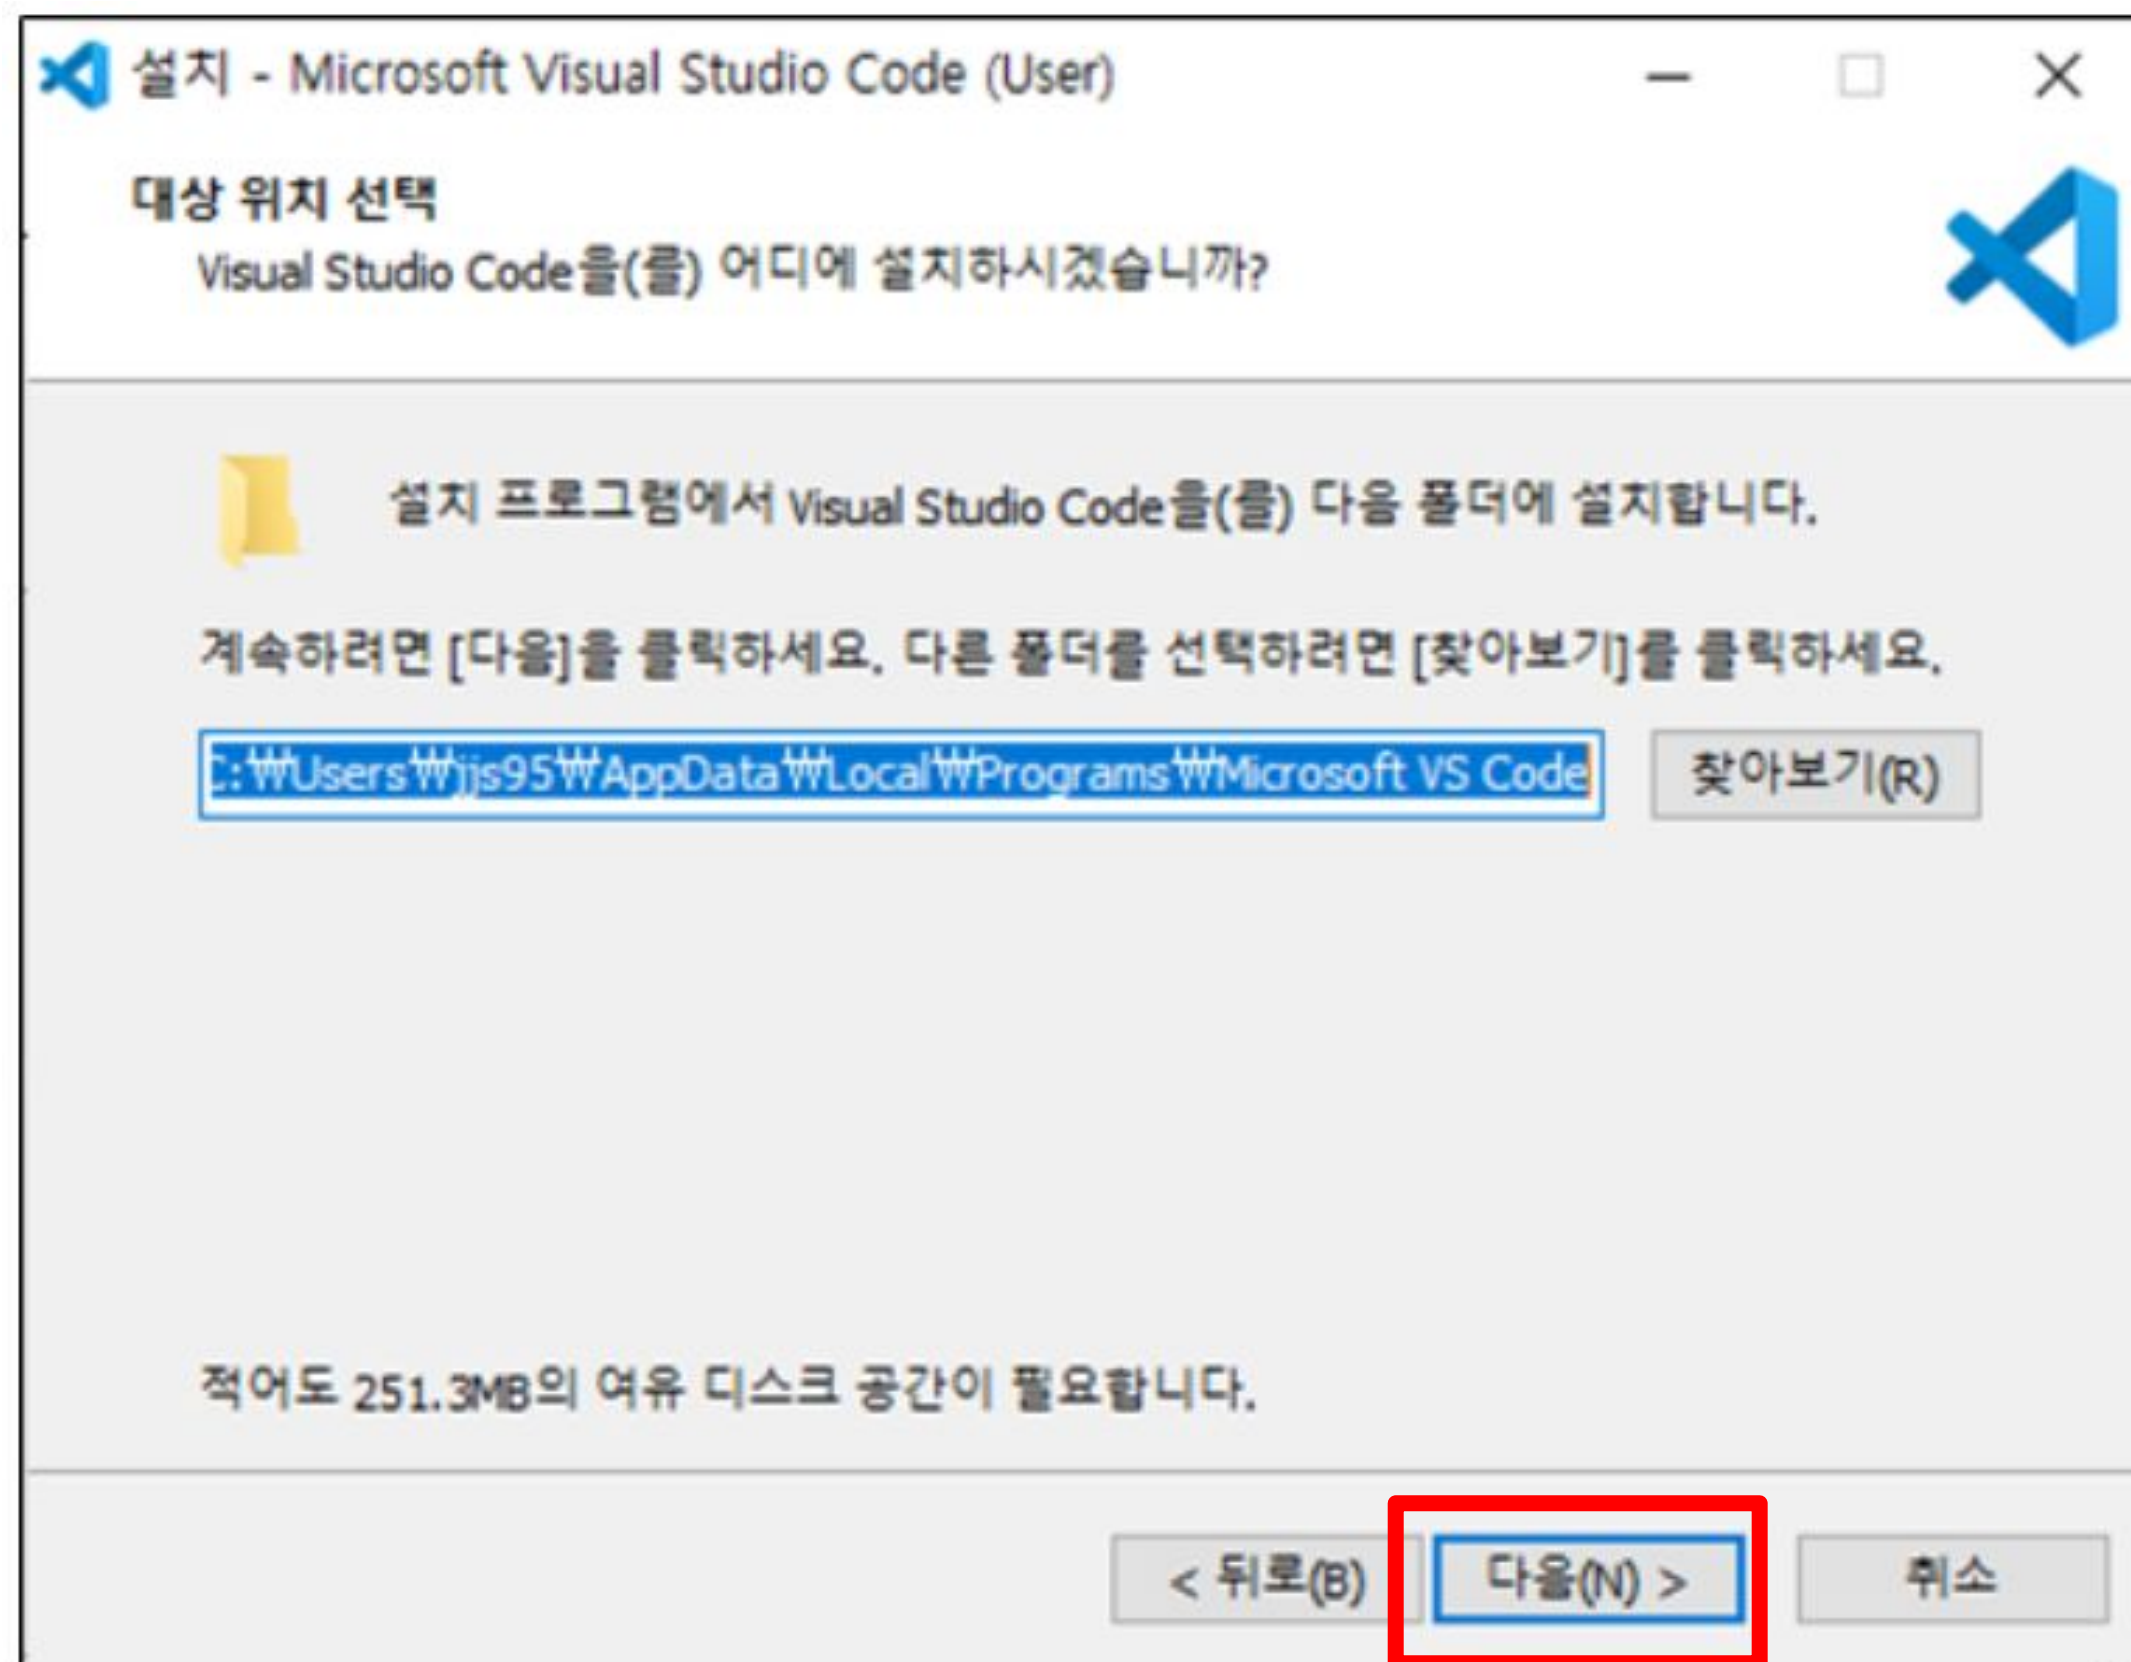 설치 - Microsoft Visual Studio Code (User)
대상 위치 선택
Visual Studio Code을(를) 어디에 설치하시겠습니까?
설치 프로그램에서 Visual Studio Code을(를) 다음 폴더에 설치합니다.
계속하려면 [다음]을 클릭하세요. 다른 폴더를 선택하려면 [찾아보기]를 클릭하세요.
C:₩Users₩jjs95₩AppData₩Local₩Programs₩Microsoft VS Code 찾아보기(R)
적어도 251.3MB의 여유 디스크 공간이 필요합니다.
< 뒤로(B) 다음(N) > 취소